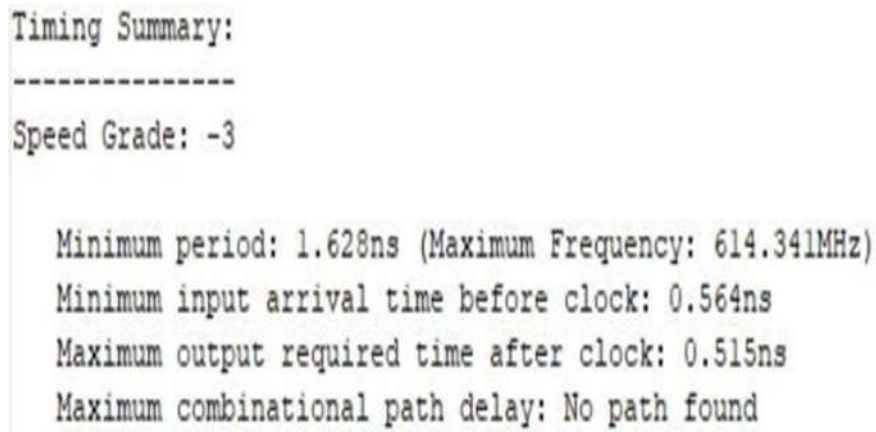 Timing Summary:
---------------
Speed Grade: -3
Minimum period: 1.628ns (Maximum Frequency: 614.341MHz)
Minimum input arrival time before clock: 0.564ns
Maximum output required time after clock: 0.515ns
Maximum combinational path delay: No path found